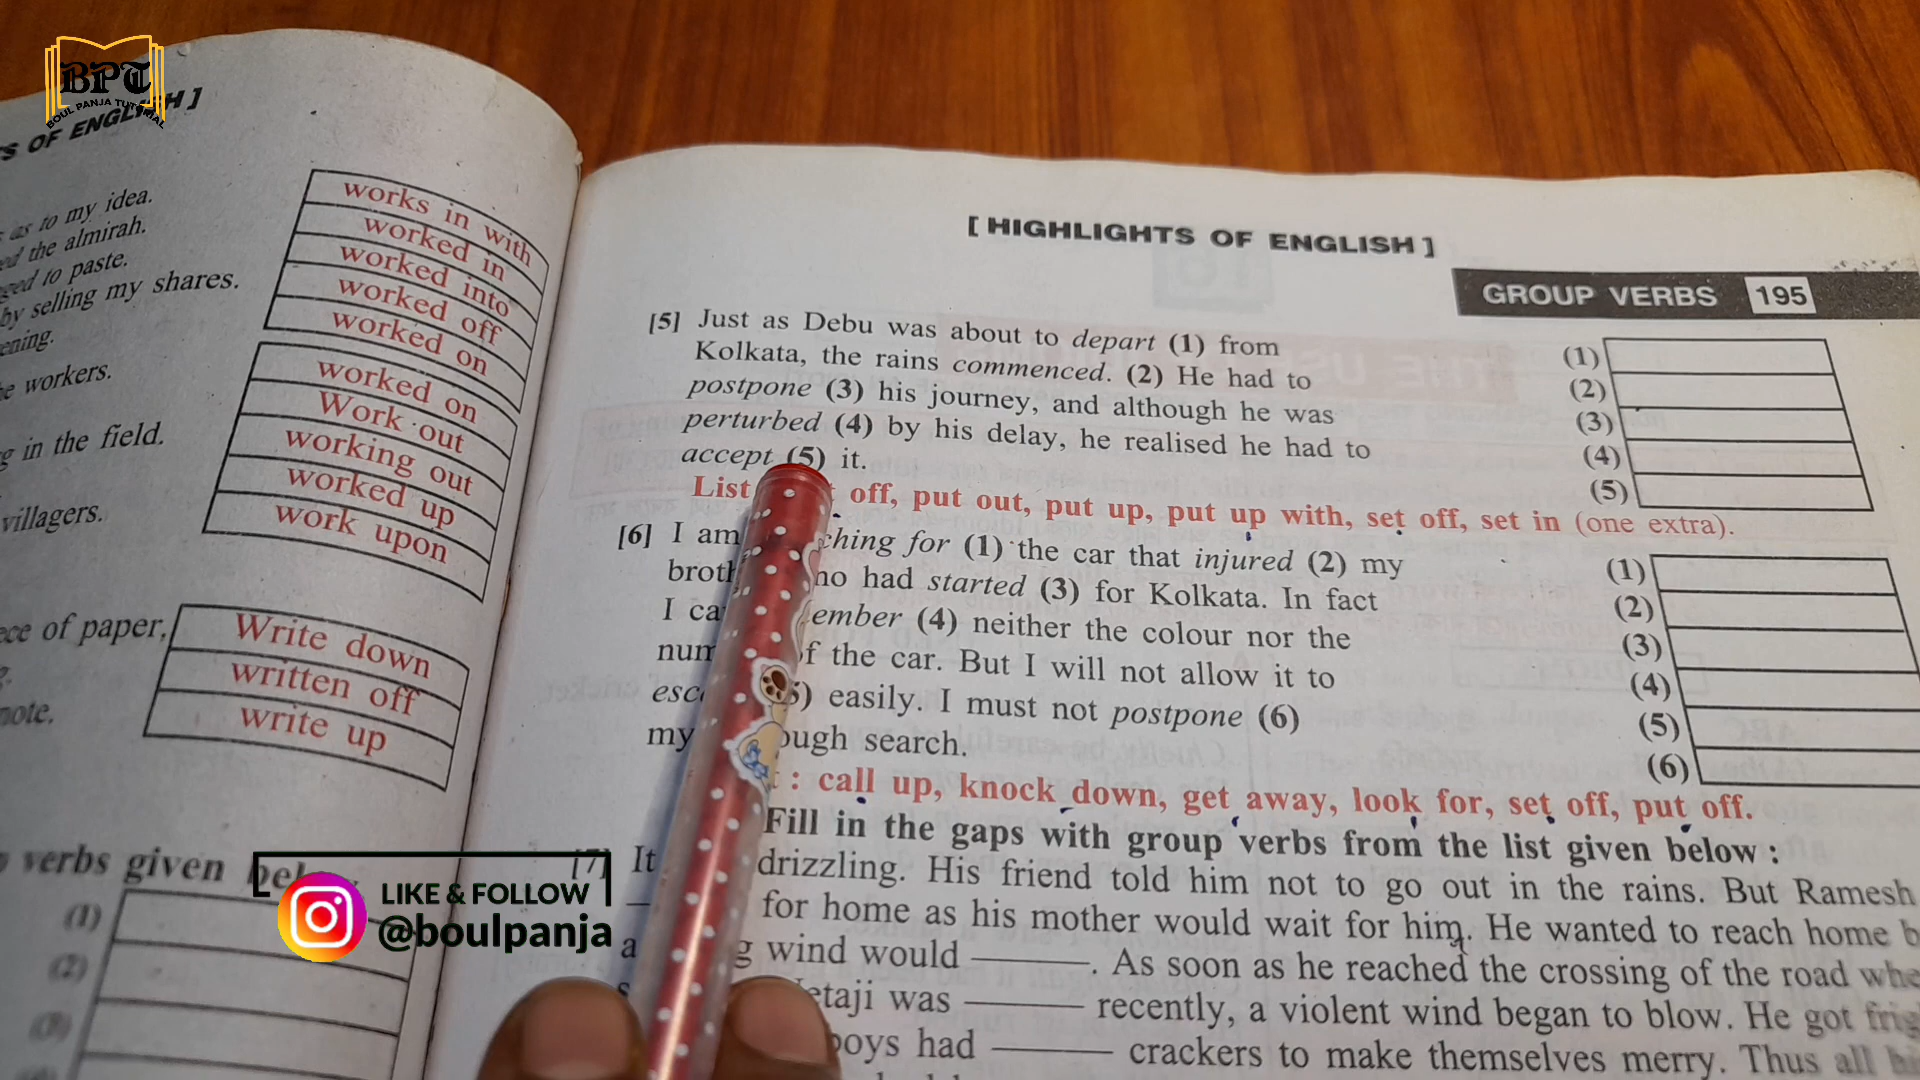 BPT
BOUL PANJA TUTORIAL
OF ENGLISH ]
as to my idea.
the almirah.
to paste.
by selling my shares.
workers.
in the field.
villagers.
of paper,
note.
works in with
worked in
worked into
worked off
worked on
worked on
Work out
working out
worked up
work upon
Write down
written off
write up
verbs given
(1)
(2)
(3)
LIKE & FOLLOW
@boulpanja
[ HIGHLIGHTS OF ENGLISH ]
GROUP VERBS 195
[5] Just as Debu was about to depart (1) from
Kolkata, the rains commenced. (2) He had to
postpone (3) his journey, and although he was
perturbed (4) by his delay, he realised he had to
accept (5) it.
List off, put out, put up, put up with, set off, set in (one extra).
(1)
(2)
(3)
(4)
(5)
[6] I am ching for (1) the car that injured (2) my
had started (3) for Kolkata. In fact
I ember (4) neither the colour nor the
of the car. But I will not allow it to
easily. I must not postpone (6)
my ough search.
: call up, knock down, get away, look for, set off, put off.
(1)
(2)
(3)
(4)
(5)
(6)
Fill in the gaps with group verbs from the list given below :
[7] It drizzling. His friend told him not to go out in the rains. But Ramesh
for home as his mother would wait for him. He wanted to reach home
a wind would ———. As soon as he reached the crossing of the road
was ——— recently, a violent wind began to blow. He got
boys had ——— crackers to make themselves merry. Thus all